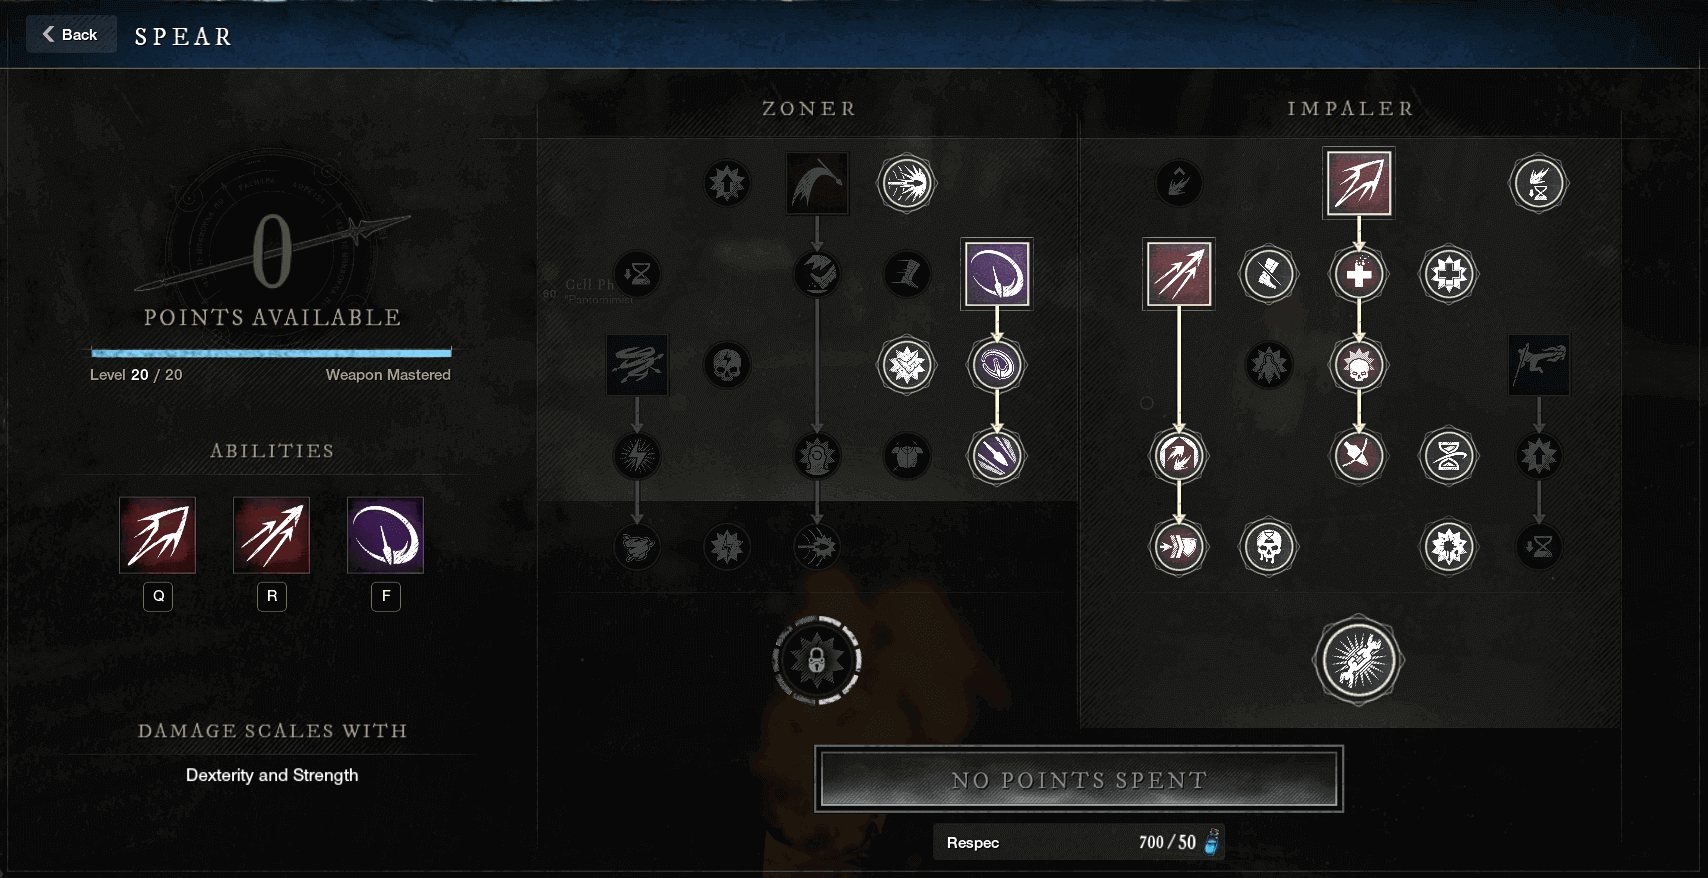 Back
SPEAR
ZONER
IMPALER
0
POINTS AVAILABLE
Level 20 / 20
Weapon Mastered
ABILITIES
Q
R
F
DAMAGE SCALES WITH
Dexterity and Strength
NO POINTS SPENT
Respec
700 / 50